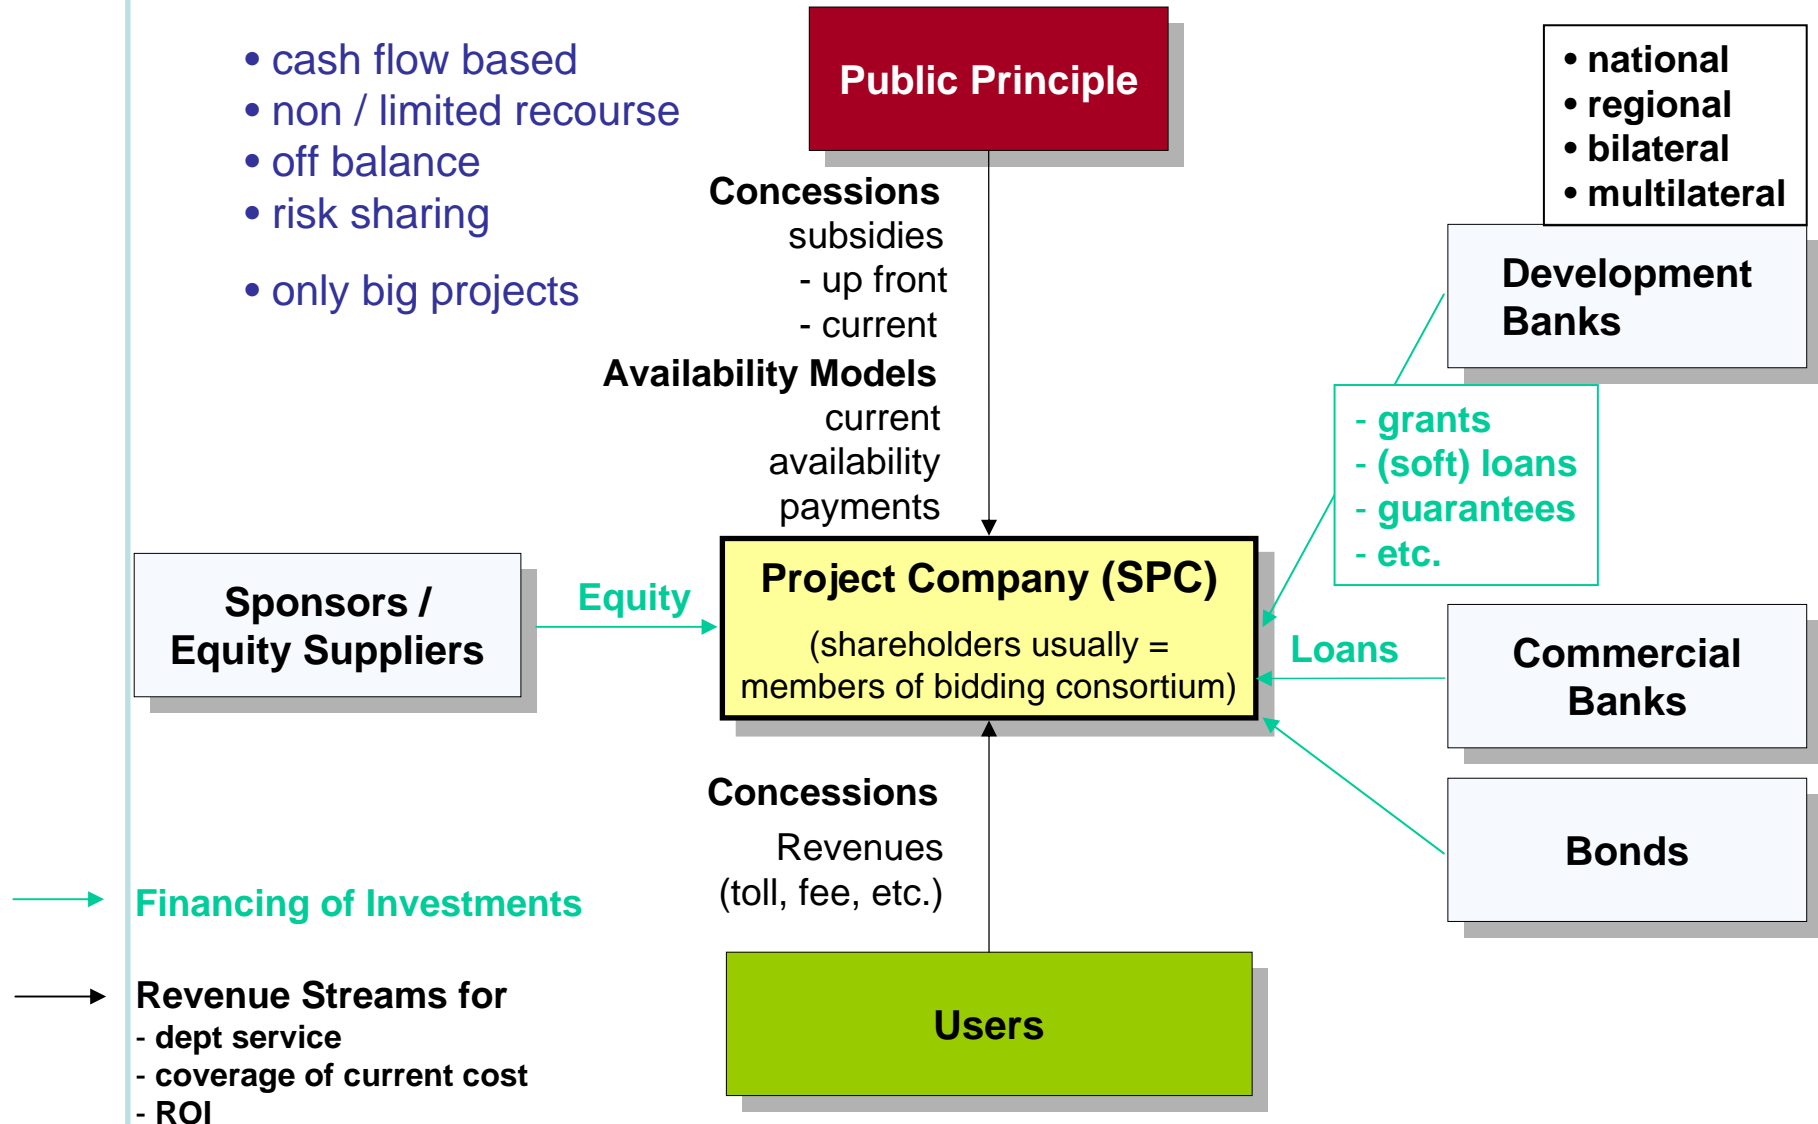 • cash flow based
• non / limited recourse
• off balance
• risk sharing
• only big projects
Public Principle
• national
• regional
• bilateral
• multilateral
Concessions
subsidies
- up front
- current
Availability Models
current
availability
payments
Development
Banks
- grants
- (soft) loans
- guarantees
- etc.
Sponsors /
Equity Suppliers
Equity
Project Company (SPC)
(shareholders usually =
members of bidding consortium)
Loans
Commercial
Banks
Concessions
Revenues
(toll, fee, etc.)
Bonds
Financing of Investments
Revenue Streams for
- dept service
- coverage of current cost
- ROI
Users